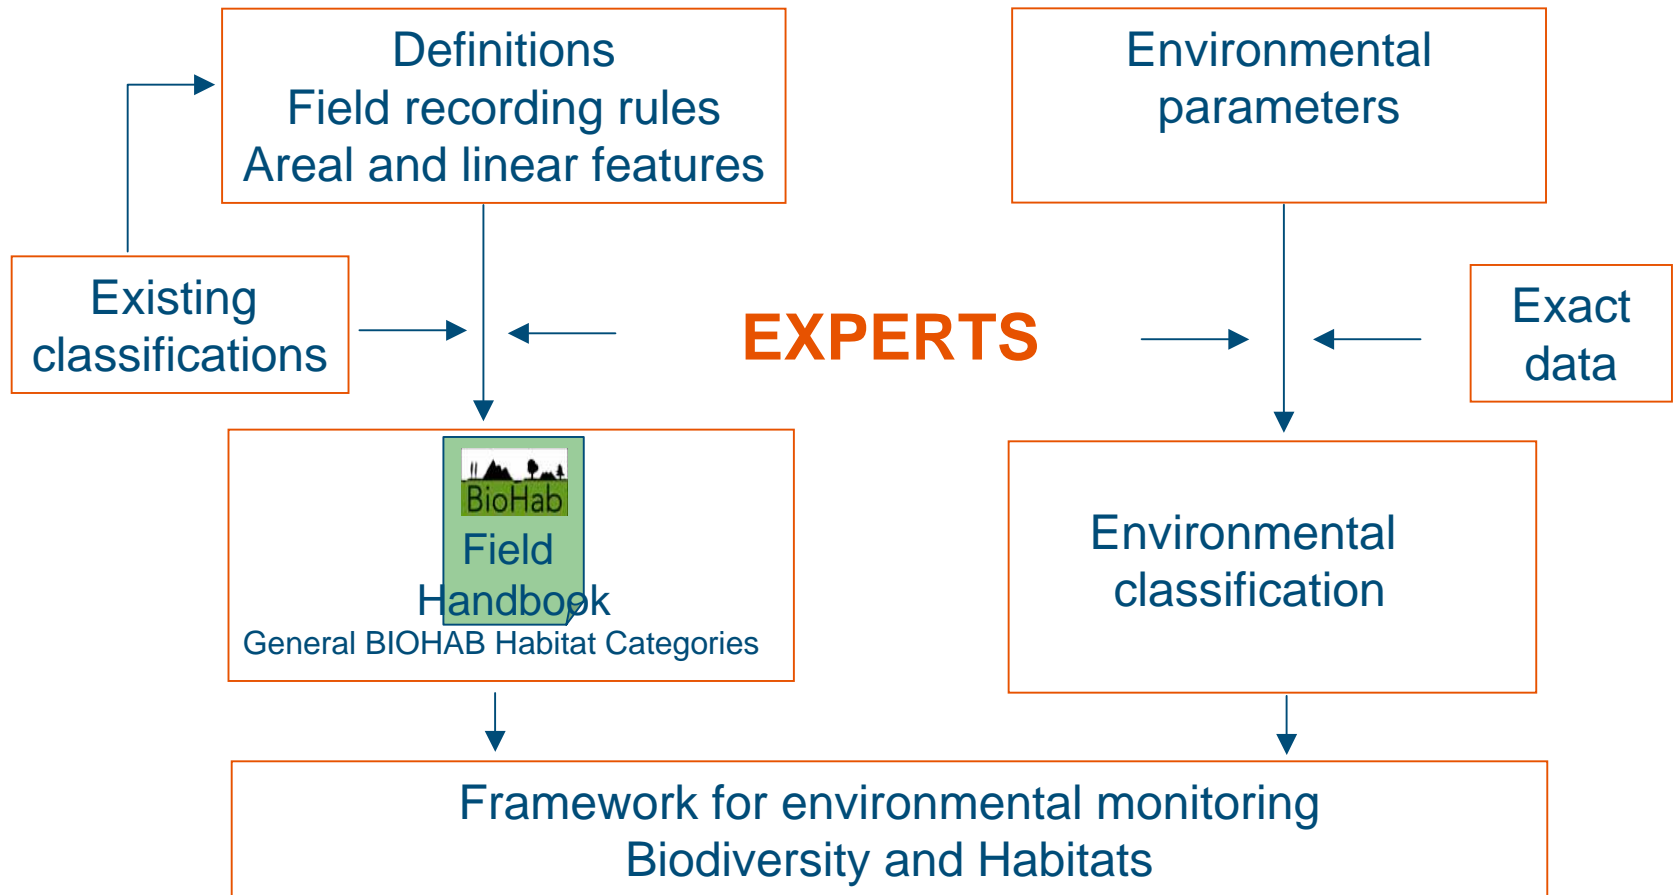 Definitions
Field recording rules
Areal and linear features
Environmental
parameters
Existing
classifications
EXPERTS
Exact
data
BioHab
Field
Handbook
General BIOHAB Habitat Categories
Environmental
classification
Framework for environmental monitoring
Biodiversity and Habitats